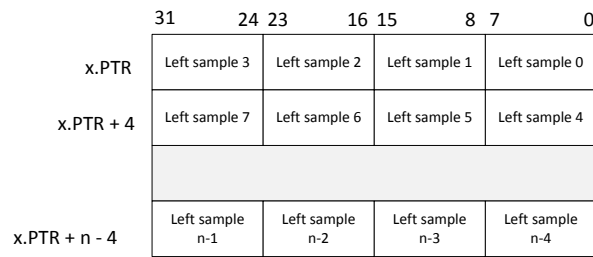 31 24 23 16 15 8 7 0
x.PTR Left sample 3 Left sample 2 Left sample 1 Left sample 0
x.PTR + 4 Left sample 7 Left sample 6 Left sample 5 Left sample 4
x.PTR + n - 4 Left sample n-1 Left sample n-2 Left sample n-3 Left sample n-4